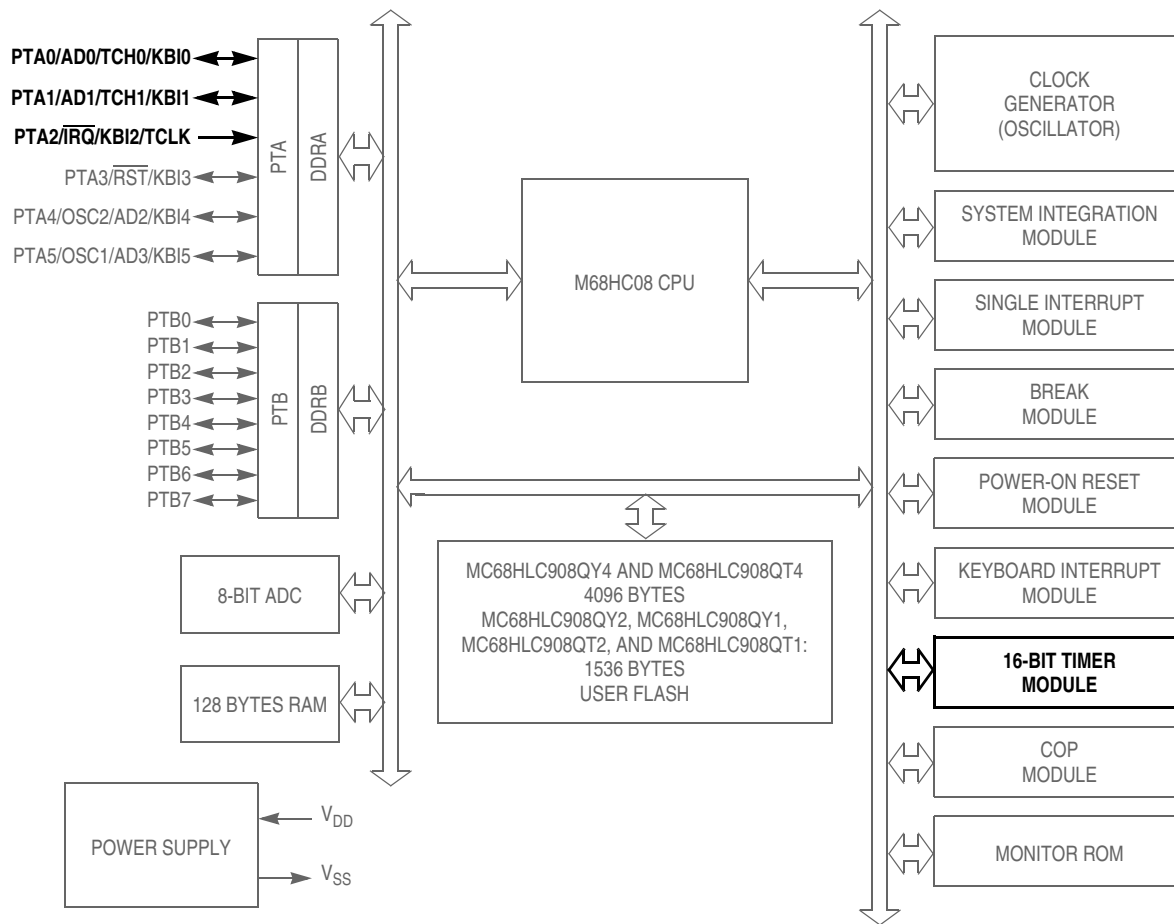 PTA0/AD0/TCH0/KBI0
PTA1/AD1/TCH1/KBI1
PTA2/I̅R̅Q̅/KBI2/TCLK
PTA3/R̅S̅T̅/KBI3
PTA4/OSC2/AD2/KBI4
PTA5/OSC1/AD3/KBI5
PTA
DDRA
PTB0
PTB1
PTB2
PTB3
PTB4
PTB5
PTB6
PTB7
PTB
DDRB
8-BIT ADC
128 BYTES RAM
POWER SUPPLY
V_DD
V_SS
M68HC08 CPU
MC68HLC908QY4 AND MC68HLC908QT4
4096 BYTES
MC68HLC908QY2, MC68HLC908QY1,
MC68HLC908QT2, AND MC68HLC908QT1:
1536 BYTES
USER FLASH
CLOCK
GENERATOR
(OSCILLATOR)
SYSTEM INTEGRATION
MODULE
SINGLE INTERRUPT
MODULE
BREAK
MODULE
POWER-ON RESET
MODULE
KEYBOARD INTERRUPT
MODULE
16-BIT TIMER
MODULE
COP
MODULE
MONITOR ROM